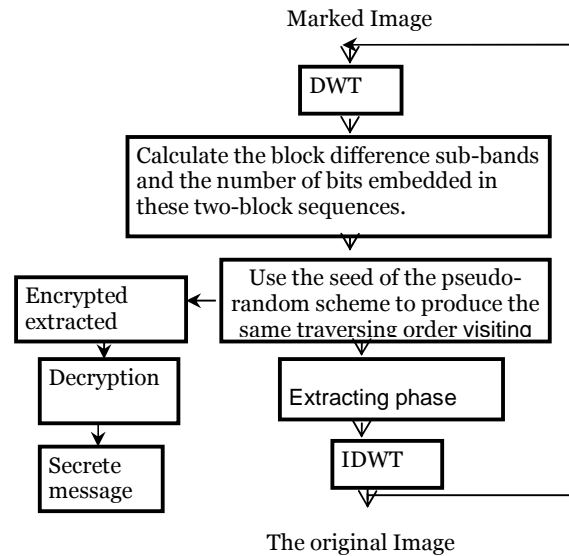 Marked Image
DWT
Calculate the block difference sub-bands
and the number of bits embedded in
these two-block sequences.
Use the seed of the pseudo-
random scheme to produce the
same traversing order visiting
Encrypted
extracted
Decryption
Extracting phase
Secrete
message
IDWT
The original Image